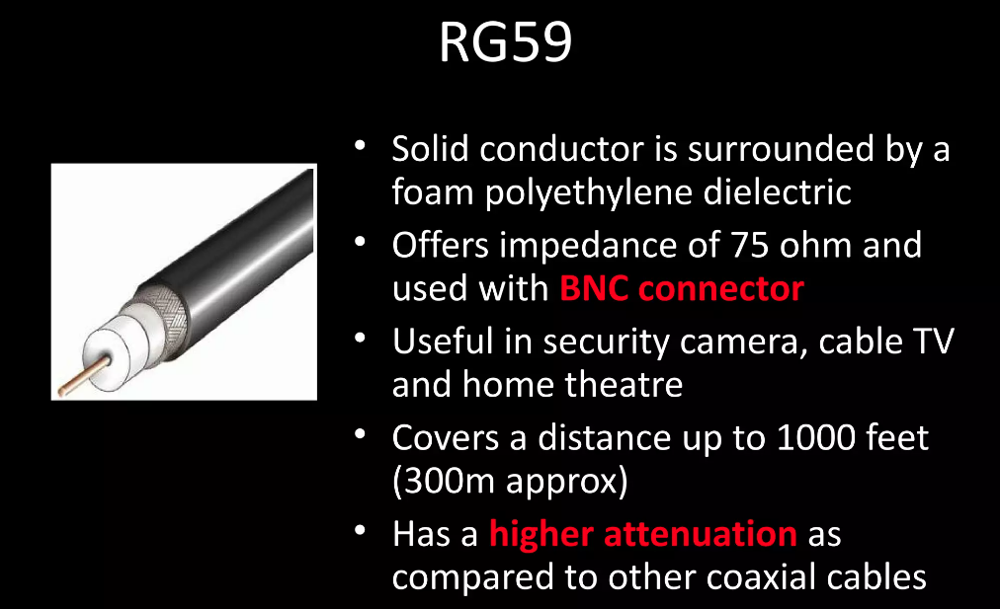 RG59
• Solid conductor is surrounded by a
foam polyethylene dielectric
• Offers impedance of 75 ohm and
used with BNC connector
• Useful in security camera, cable TV
and home theatre
• Covers a distance up to 1000 feet
(300m approx)
• Has a higher attenuation as
compared to other coaxial cables